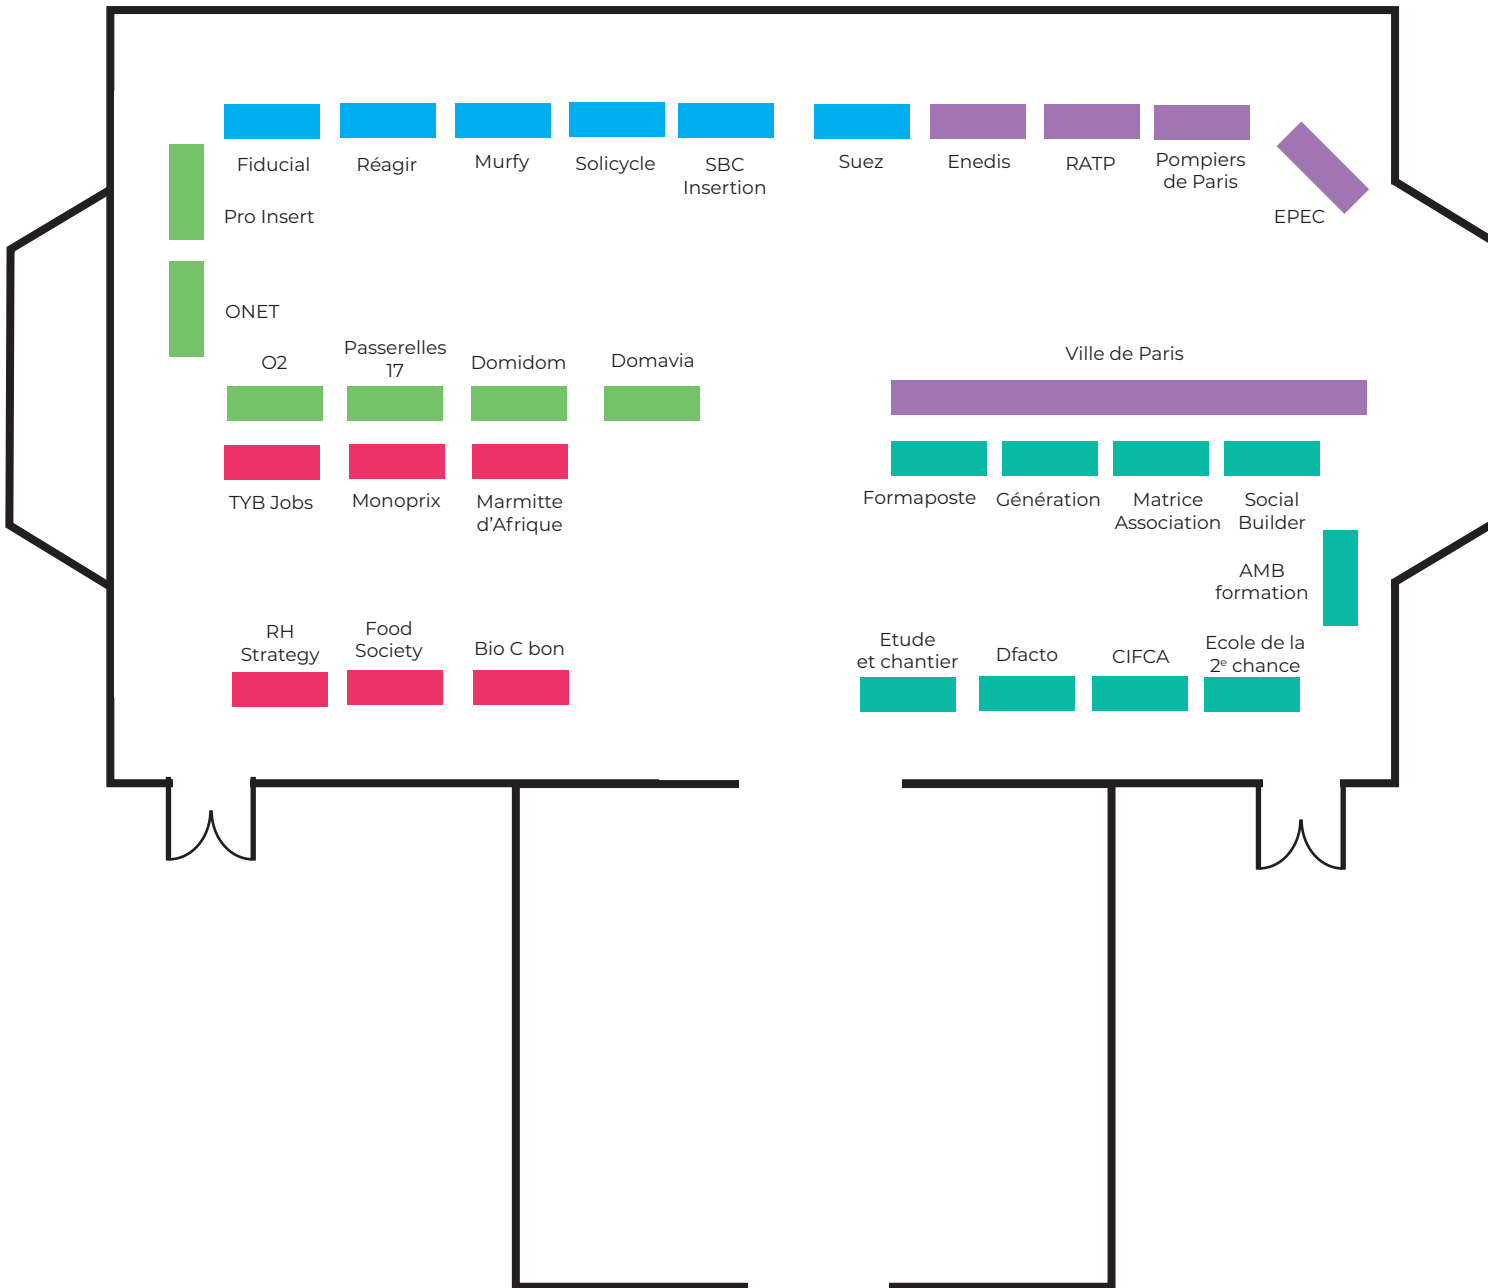 Fiducial
Réagir
Murfy
Solicycle
SBC
Insertion
Suez
Enedis
RATP
Pompiers
de Paris
EPEC
Pro Insert
ONET
O2
Passerelles
17
Domidom
Domavia
Ville de Paris
TYB Jobs
Monoprix
Marmitte
d'Afrique
Formaposte
Génération
Matrice
Association
Social
Builder
AMB
formation
RH
Strategy
Food
Society
Bio C bon
Etude
et chantier
Dfacto
CIFCA
Ecole de la
2e chance